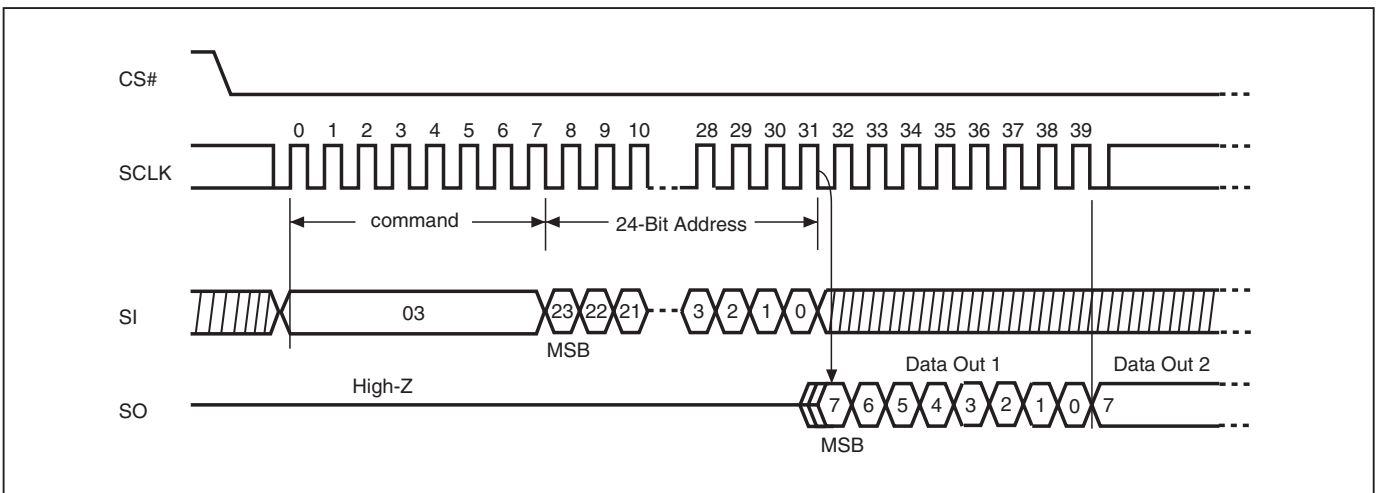 CS#
0 1 2 3 4 5 6 7 8 9 10 28 29 30 31 32 33 34 35 36 37 38 39
SCLK
command 24-Bit Address
SI 03 23 22 21 3 2 1 0
MSB
Data Out 1 Data Out 2
High-Z
SO 7 6 5 4 3 2 1 0 7
MSB